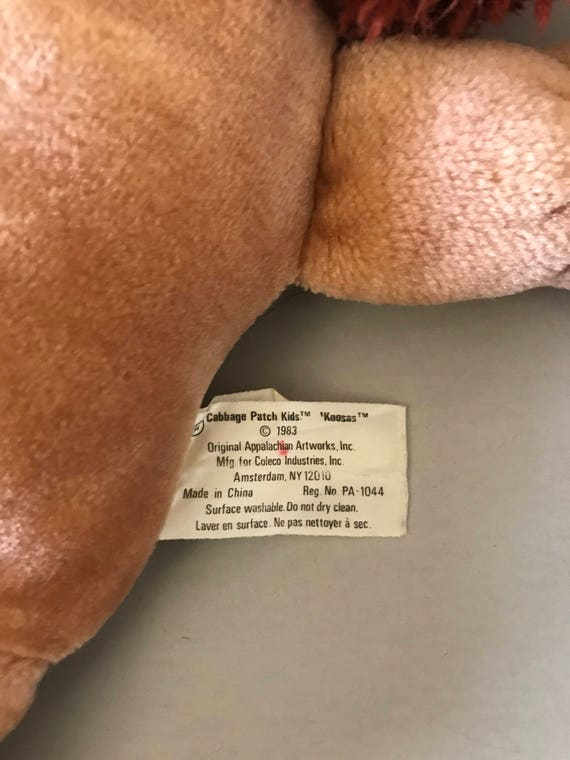 Cabbage Patch Kids™ 'Koosas™
© 1983
Original Appalachian Artworks, Inc.
Mfg. for Coleco Industries, Inc.
Amsterdam, NY 12010
Made in China Reg. No. PA-1044
Surface washable. Do not dry clean.
Laver en surface. Ne pas nettoyer à sec.